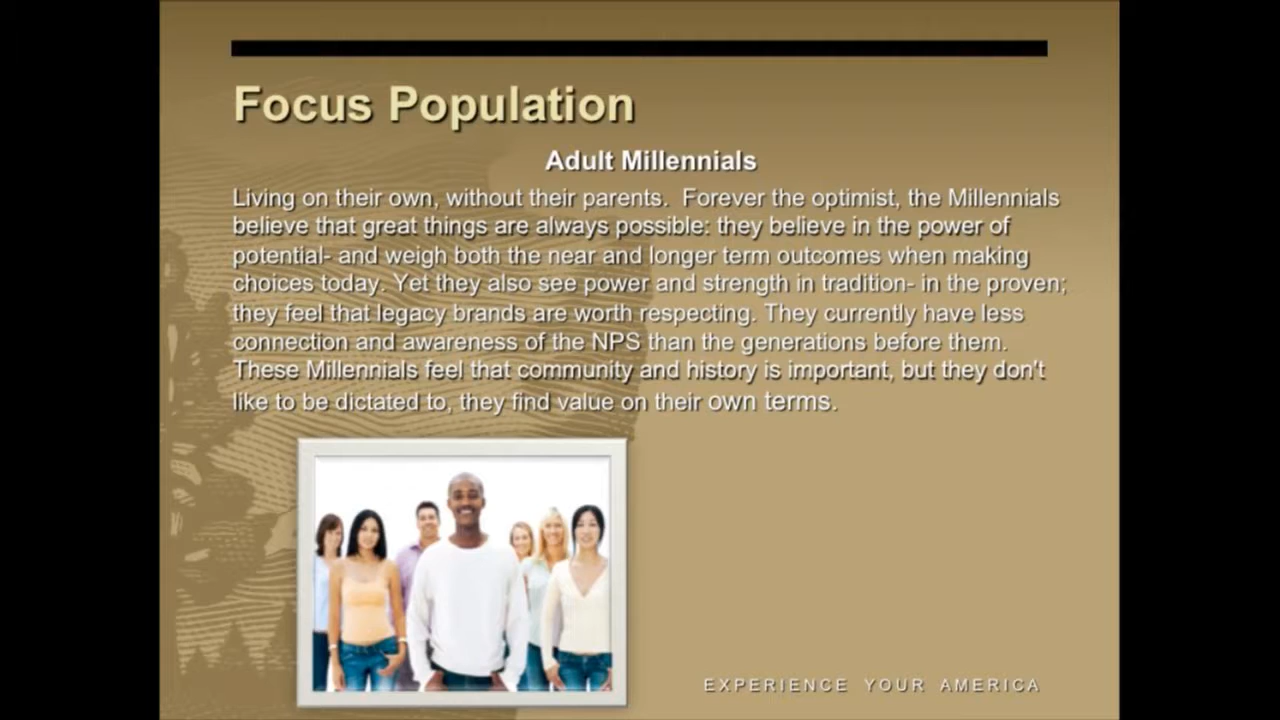 Focus Population
Adult Millennials
Living on their own, without their parents.  Forever the optimist, the Millennials
believe that great things are always possible: they believe in the power of
potential- and weigh both the near and longer term outcomes when making
choices today. Yet they also see power and strength in tradition- in the proven;
they feel that legacy brands are worth respecting. They currently have less
connection and awareness of the NPS than the generations before them.
These Millennials feel that community and history is important, but they don't
like to be dictated to, they find value on their own terms.
EXPERIENCE YOUR AMERICA